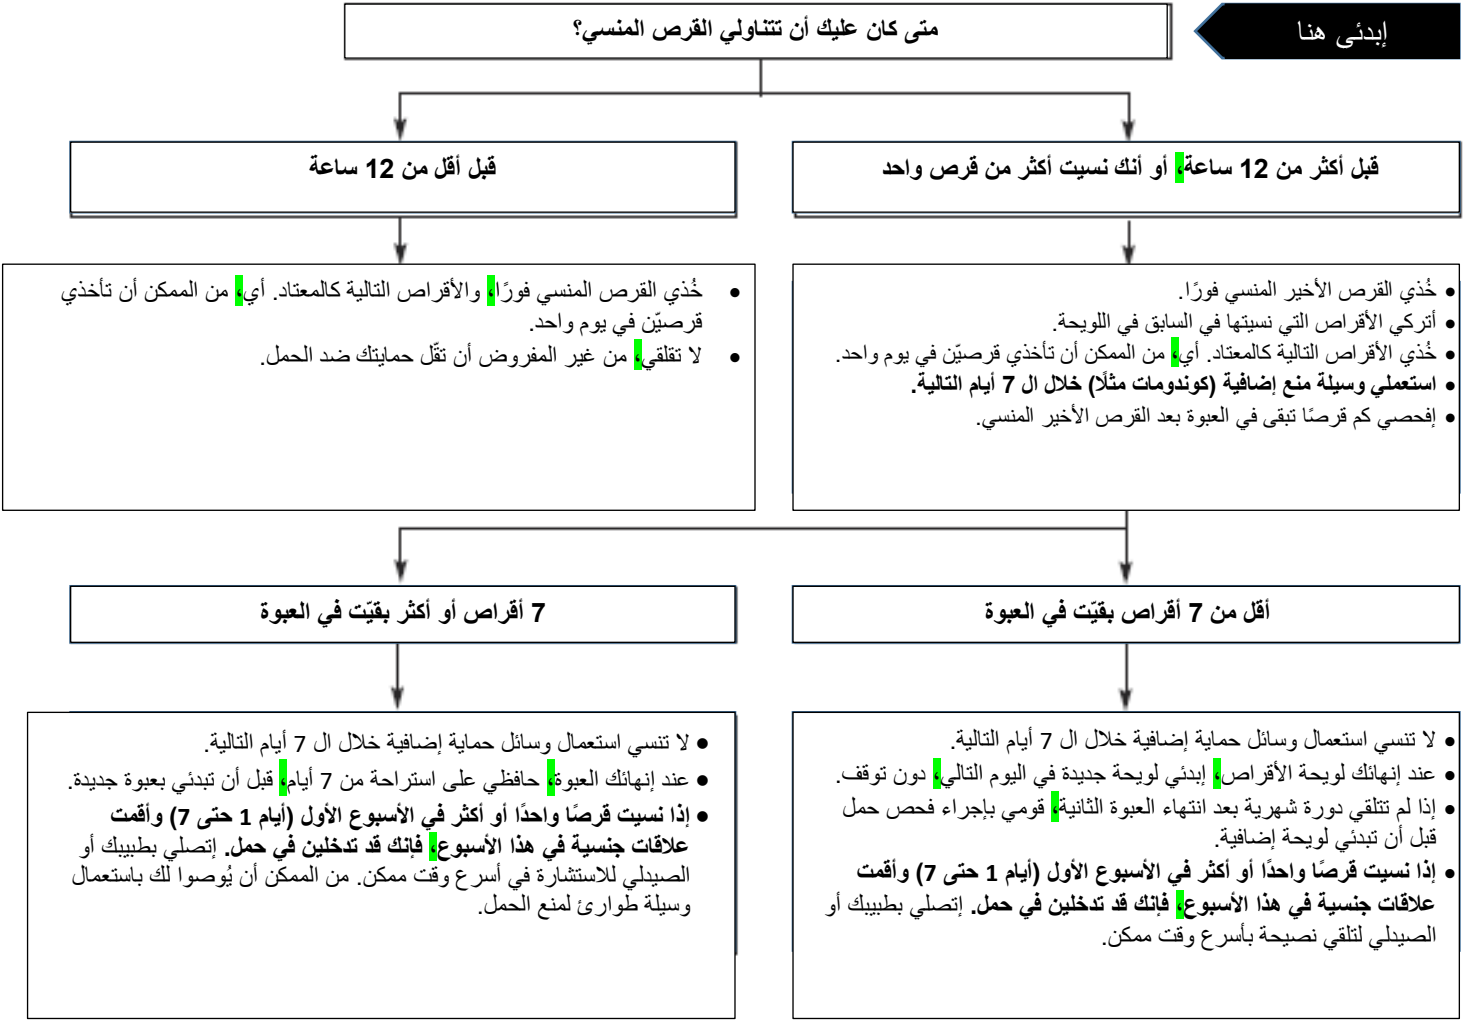 إبدئى هنا
متى كان عليك أن تتناولي القرص المنسي؟
قبل أكثر من 12 ساعة، أو أنك نسيت أكثر من قرص واحد
قبل أقل من 12 ساعة
• خُذي القرص الأخير المنسي فورًا.
• أتركي الأقراص التي نسيتها في السابق في اللويحة.
• خُذي الأقراص التالية كالمعتاد. أي، من الممكن أن تأخذي قرصيّن في يوم واحد.
• استعملي وسيلة منع إضافية (كوندومات مثلًا) خلال ال 7 أيام التالية.
• إفحصي كم قرصًا تبقى في العبوة بعد القرص الأخير المنسي.
• خُذي القرص المنسي فورًا، والأقراص التالية كالمعتاد. أي، من الممكن أن تأخذي
قرصيّن في يوم واحد.
• لا تقلقي، من غير المفروض أن تقّل حمايتك ضد الحمل.
أقل من 7 أقراص بقيّت في العبوة
7 أقراص أو أكثر بقيّت في العبوة
• لا تنسي استعمال وسائل حماية إضافية خلال ال 7 أيام التالية.
• عند إنهائك لويحة الأقراص، إبدئي لويحة جديدة في اليوم التالي، دون توقف.
• إذا لم تتلقي دورة شهرية بعد انتهاء العبوة الثانية، قومي بإجراء فحص حمل
قبل أن تبدئي لويحة إضافية.
• إذا نسيت قرصًا واحدًا أو أكثر في الأسبوع الأول (أيام 1 حتى 7) وأقمت
علاقات جنسية في هذا الأسبوع، فإنك قد تدخلين في حمل. إتصلي بطبيبك أو
الصيدلي لتلقي نصيحة بأسرع وقت ممكن.
• لا تنسي استعمال وسائل حماية إضافية خلال ال 7 أيام التالية.
• عند إنهائك العبوة، حافظي على استراحة من 7 أيام، قبل أن تبدئي بعبوة جديدة.
• إذا نسيت قرصًا واحدًا أو أكثر في الأسبوع الأول (أيام 1 حتى 7) وأقمت
علاقات جنسية في هذا الأسبوع، فإنك قد تدخلين في حمل. إتصلي بطبيبك أو
الصيدلي للاستشارة في أسرع وقت ممكن. من الممكن أن يُوصوا لك باستعمال
وسيلة طوارئ لمنع الحمل.